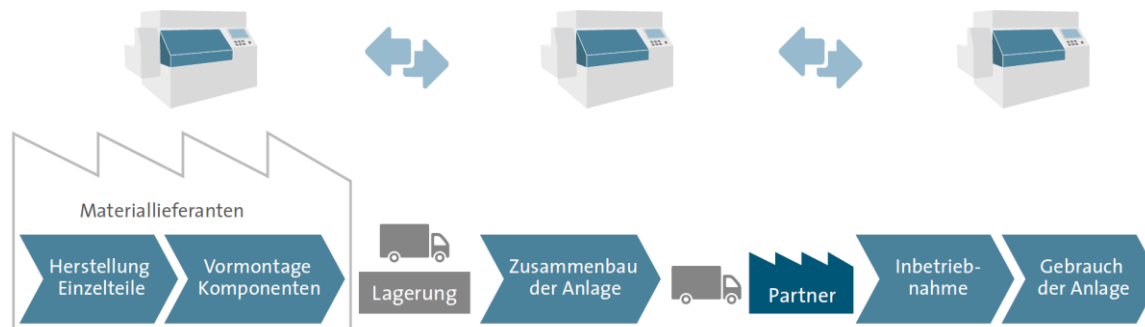 Materiallieferanten
Herstellung
Einzelteile
Vormontage
Komponenten
Lagerung
Zusammenbau
der Anlage
Partner
Inbetrieb-
nahme
Gebrauch
der Anlage